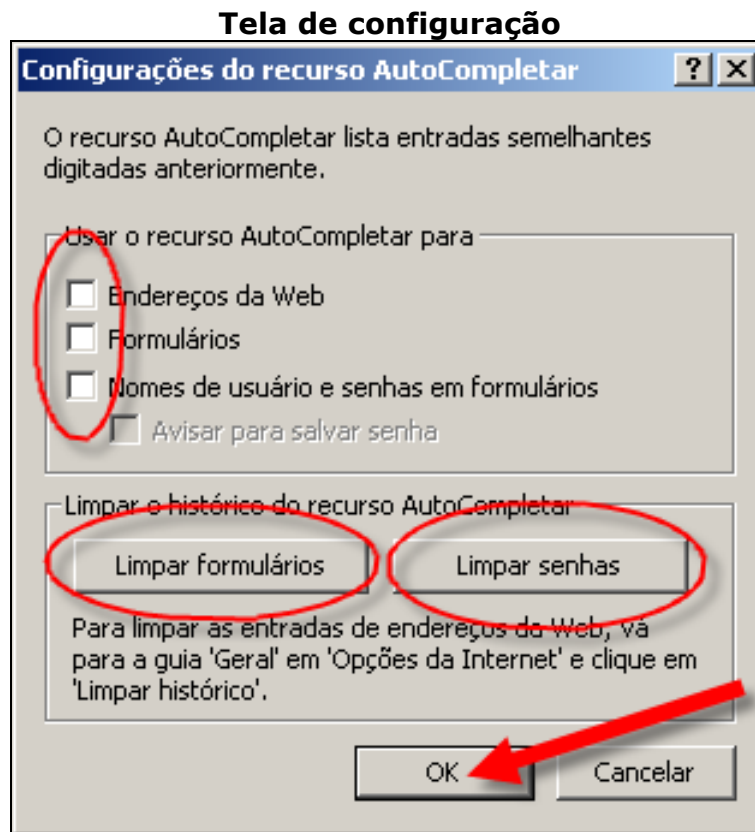 Tela de configuração
Configurações do recurso AutoCompletar
O recurso AutoCompletar lista entradas semelhantes
digitadas anteriormente.
Usar o recurso AutoCompletar para
Endereços da Web
Formulários
Nomes de usuário e senhas em formulários
Avisar para salvar senha
Limpar o histórico do recurso AutoCompletar
Limpar formulários
Limpar senhas
Para limpar as entradas de endereços da Web, vá
para a guia 'Geral' em 'Opções da Internet' e clique em
'Limpar histórico'.
OK
Cancelar